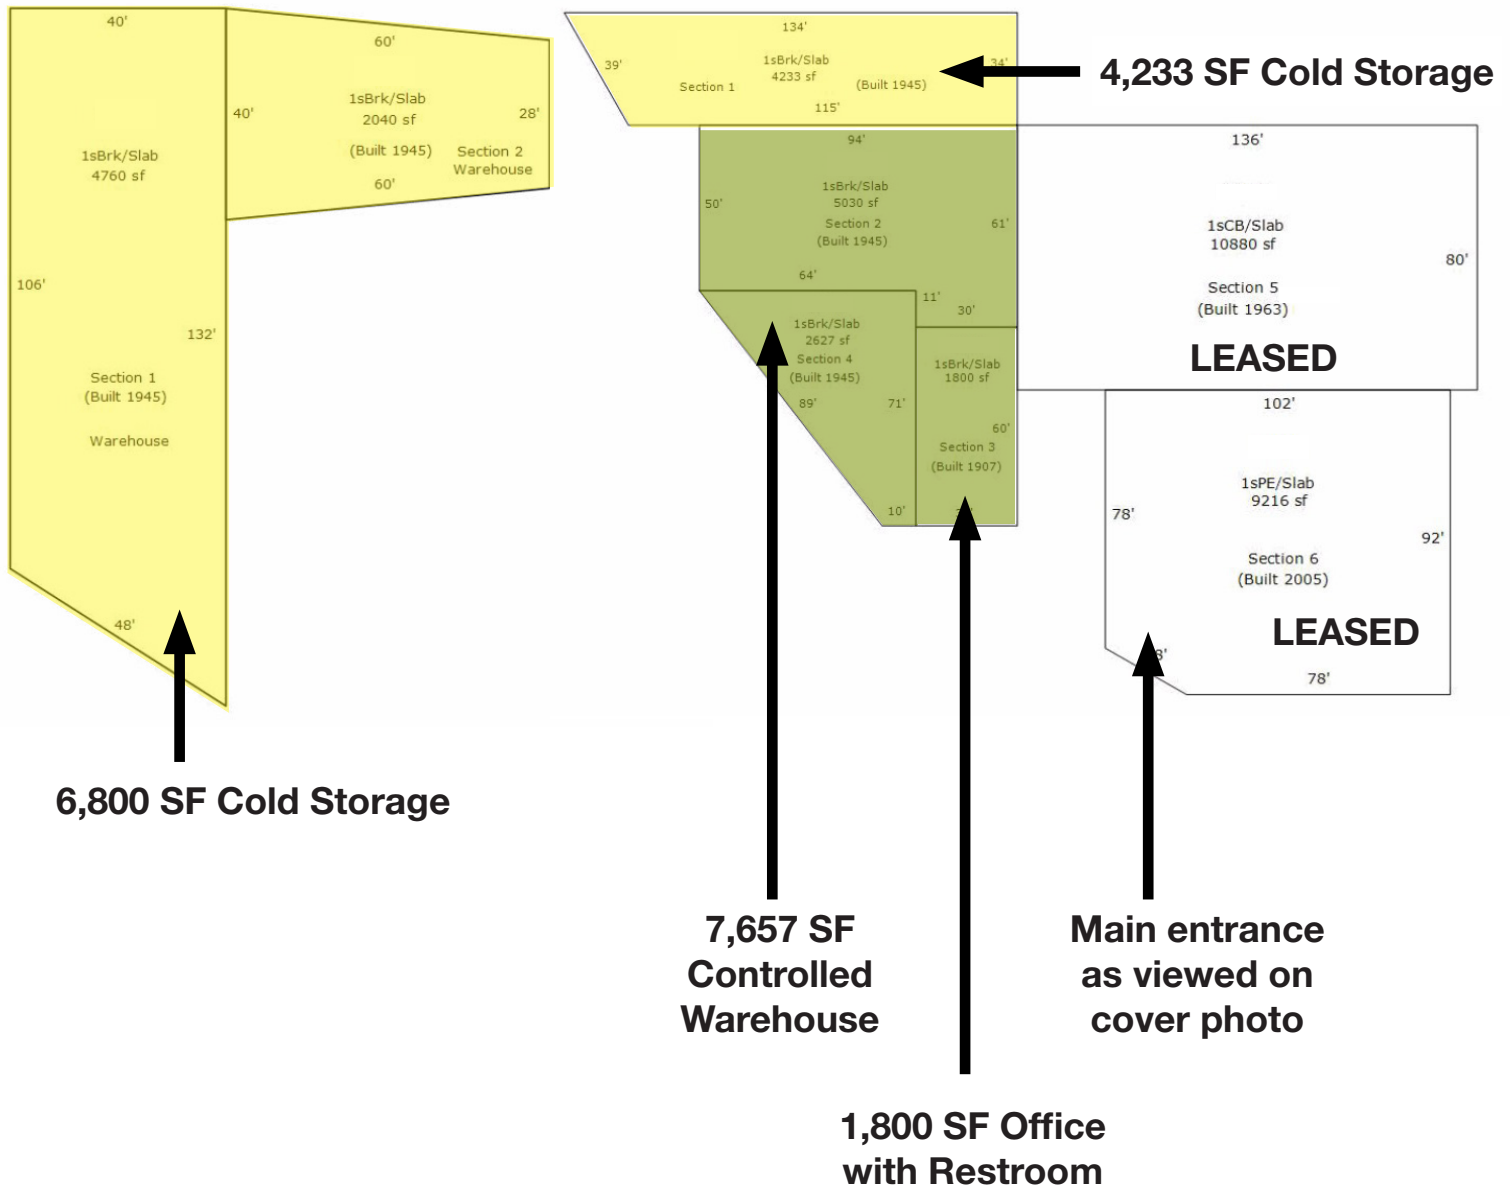 40'
60'
1sBrk/Slab
2040 sf
40'
28'
(Built 1945)
Section 2
Warehouse
60'
1sBrk/Slab
4760 sf
106'
132'
Section 1
(Built 1945)
Warehouse
48'
6,800 SF Cold Storage
134'
39'
1sBrk/Slab
4233 sf
34'
Section 1
(Built 1945)
115'
4,233 SF Cold Storage
94'
1sBrk/Slab
5030 sf
50'
Section 2
61'
(Built 1945)
64'
11'
30'
1sBrk/Slab
2627 sf
Section 4
(Built 1945)
89'
71'
10'
1sBrk/Slab
1800 sf
60'
Section 3
(Built 1907)
136'
1sCB/Slab
10880 sf
80'
Section 5
(Built 1963)
LEASED
102'
1sPE/Slab
9216 sf
78'
92'
Section 6
(Built 2005)
LEASED
78'
7,657 SF
Controlled
Warehouse
Main entrance
as viewed on
cover photo
1,800 SF Office
with Restroom